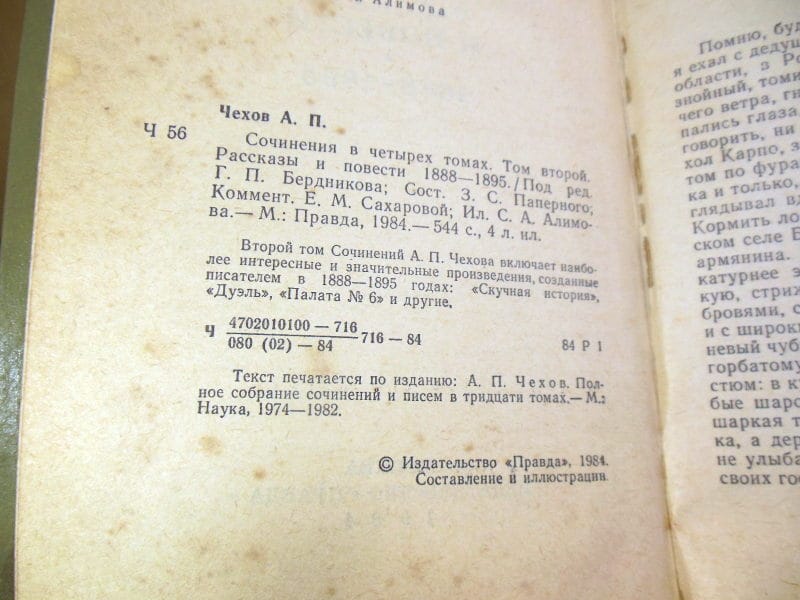 Алимова
Чехов А. П.
Ч 56
Сочинения в четырех томах. Том второй.
Рассказы и повести 1888—1895./Под ред.
Г. П. Бердникова; Сост. З. С. Паперного;
Коммент. Е. М. Сахаровой; Ил. С. А. Алимо-
ва.— М.: Правда, 1984.— 544 с., 4 л. ил.
Второй том Сочинений А. П. Чехова включает наибо-
лее интересные и значительные произведения, созданные
писателем в 1888—1895 годах: «Скучная история»,
«Дуэль», «Палата № 6» и другие.
Ч 4702010100 — 716
080 (02) — 84
716 — 84
84 Р 1
Текст печатается по изданию: А. П. Чехов. Пол-
ное собрание сочинений и писем в тридцати томах.— М.:
Наука, 1974—1982.
© Издательство «Правда», 1984.
Составление и иллюстрации.
Помню, буд
я ехал с дедуш
области, з Ро
знойный, томи
чего ветра, гн
пались глаза,
говорить, ни
хол Карпо, з
том по фура
ка и только,
глядывал вд
Кормить ло
ском селе Б
армянина.
катурнее э
кую, стриж
бровями, с
и с широки
невый чуб
горбатому
стюм: в к
бые шаро
шаркая т
ка, а дер
не улыба
своих гос